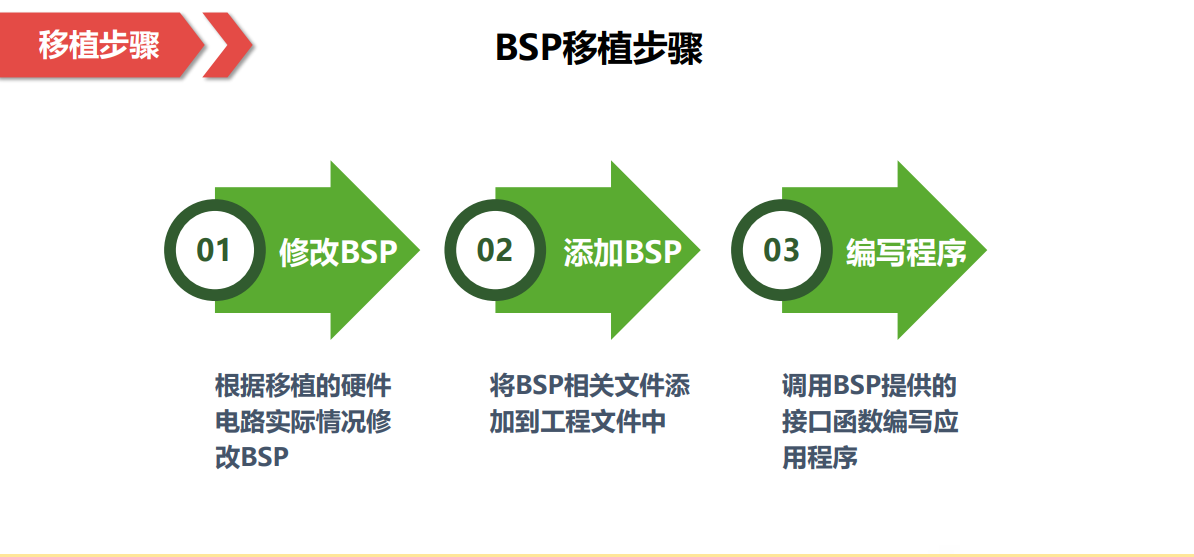 移植步骤
BSP移植步骤
01
修改BSP
02
添加BSP
03
编写程序
根据移植的硬件
电路实际情况修
改BSP
将BSP相关文件添
加到工程文件中
调用BSP提供的
接口函数编写应
用程序